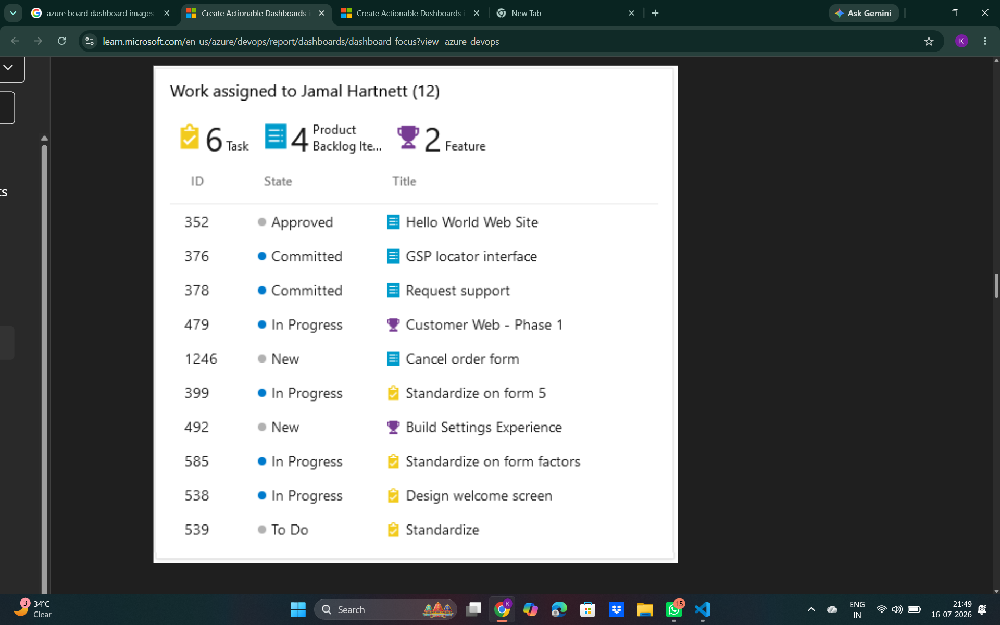 azure board dashboard images
Create Actionable Dashboards i
Create Actionable Dashboards i
New Tab
Ask Gemini
learn.microsoft.com/en-us/azure/devops/report/dashboards/dashboard-focus?view=azure-devops
K
ts
Work assigned to Jamal Hartnett (12)
6 Task
4 Product Backlog Ite...
2 Feature
ID State Title
352 Approved Hello World Web Site
376 Committed GSP locator interface
378 Committed Request support
479 In Progress Customer Web - Phase 1
1246 New Cancel order form
399 In Progress Standardize on form 5
492 New Build Settings Experience
585 In Progress Standardize on form factors
538 In Progress Design welcome screen
539 To Do Standardize
3
34°C
Clear
Search
K
15
ENG
IN
21:49
16-07-2026